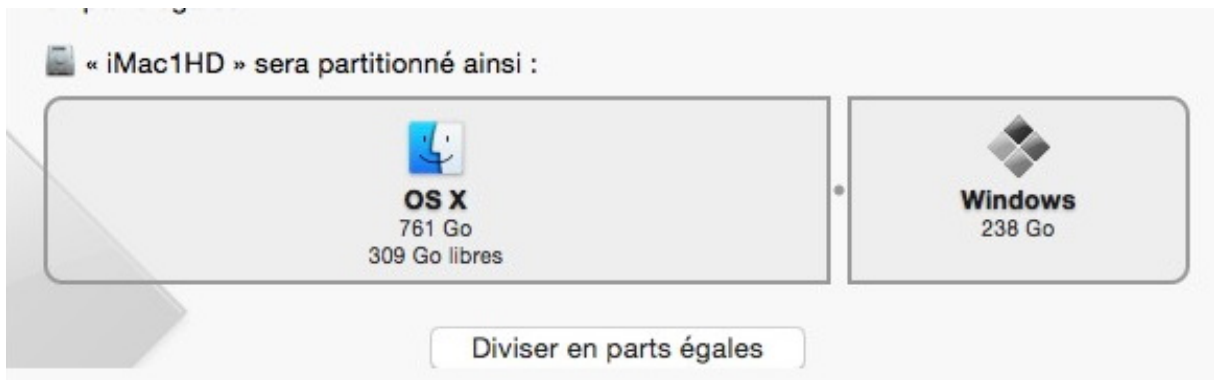 « iMac1HD » sera partitionné ainsi :
OS X
761 Go
309 Go libres
Windows
238 Go
Diviser en parts égales